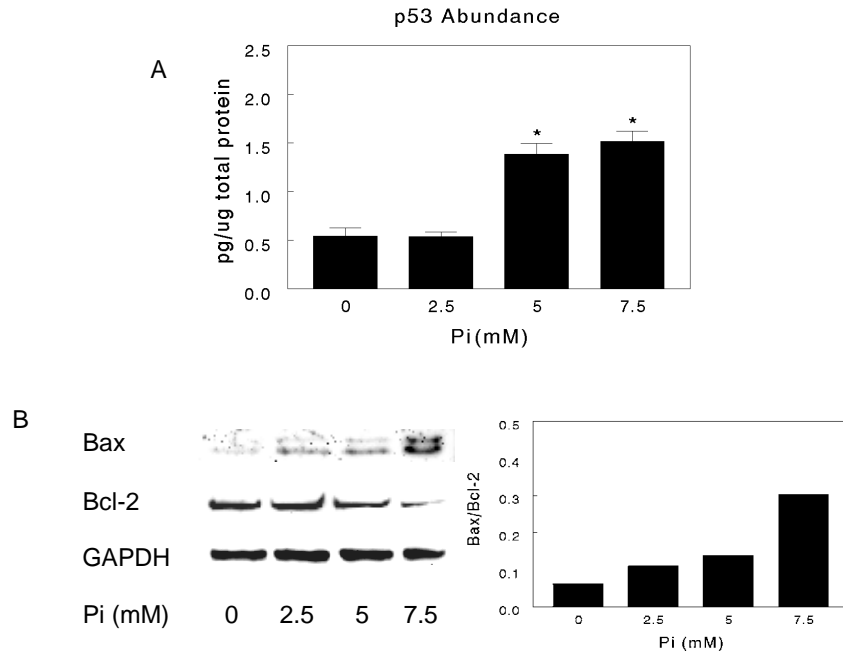 p53 Abundance
A
pg/ug total protein
2.5
2.0
1.5
1.0
0.5
0.0
* *
0 2.5 5 7.5
Pi (mM)
B
Bax
Bcl-2
GAPDH
Pi (mM) 0 2.5 5 7.5
Bax/Bcl-2
0.5
0.4
0.3
0.2
0.1
0.0
0 2.5 5 7.5
Pi (mM)